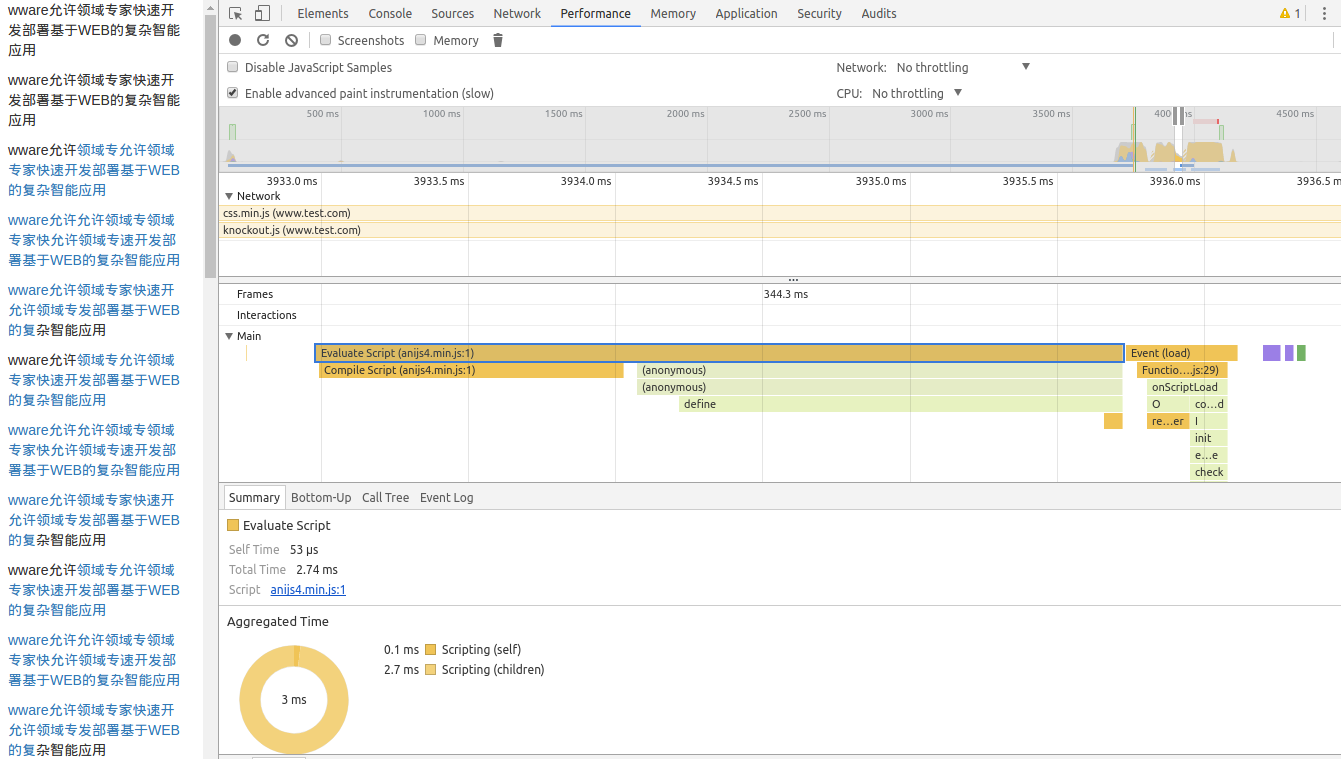 wware允许领域专家快速开
发部署基于WEB的复杂智能
应用
wware允许领域专家快速开
发部署基于WEB的复杂智能
应用
wware允许领域专允许领域
专家快速开发部署基于WEB
的复杂智能应用
wware允许允许领域专领域
专家快允许领域专速开发部
署基于WEB的复杂智能应用
wware允许领域专家快速开
允许领域专发部署基于WEB
的复杂智能应用
wware允许领域专允许领域
专家快速开发部署基于WEB
的复杂智能应用
wware允许允许领域专领域
专家快允许领域专速开发部
署基于WEB的复杂智能应用
wware允许领域专家快速开
允许领域专发部署基于WEB
的复杂智能应用
wware允许领域专允许领域
专家快速开发部署基于WEB
的复杂智能应用
wware允许允许领域专领域
专家快允许领域专速开发部
署基于WEB的复杂智能应用
wware允许领域专家快速开
允许领域专发部署基于WEB
的复杂智能应用
Elements Console Sources Network Performance Memory Application Security Audits 1
Screenshots Memory
Disable JavaScript Samples Network: No throttling
Enable advanced paint instrumentation (slow) CPU: No throttling
500 ms 1000 ms 1500 ms 2000 ms 2500 ms 3000 ms 3500 ms 400 ms 4500 ms
3933.0 ms 3933.5 ms 3934.0 ms 3934.5 ms 3935.0 ms 3935.5 ms 3936.0 ms 3936.5 m
Network
css.min.js (www.test.com)
knockout.js (www.test.com)
Frames 344.3 ms
Interactions
Main
Evaluate Script (anijs4.min.js:1) Event (load)
Compile Script (anijs4.min.js:1) (anonymous) Functio....js:29)
(anonymous) onScriptLoad
define O co...d
re...er I
init
e...e
check
Summary Bottom-Up Call Tree Event Log
Evaluate Script
Self Time 53 µs
Total Time 2.74 ms
Script anijs4.min.js:1
Aggregated Time
0.1 ms Scripting (self)
2.7 ms Scripting (children)
3 ms